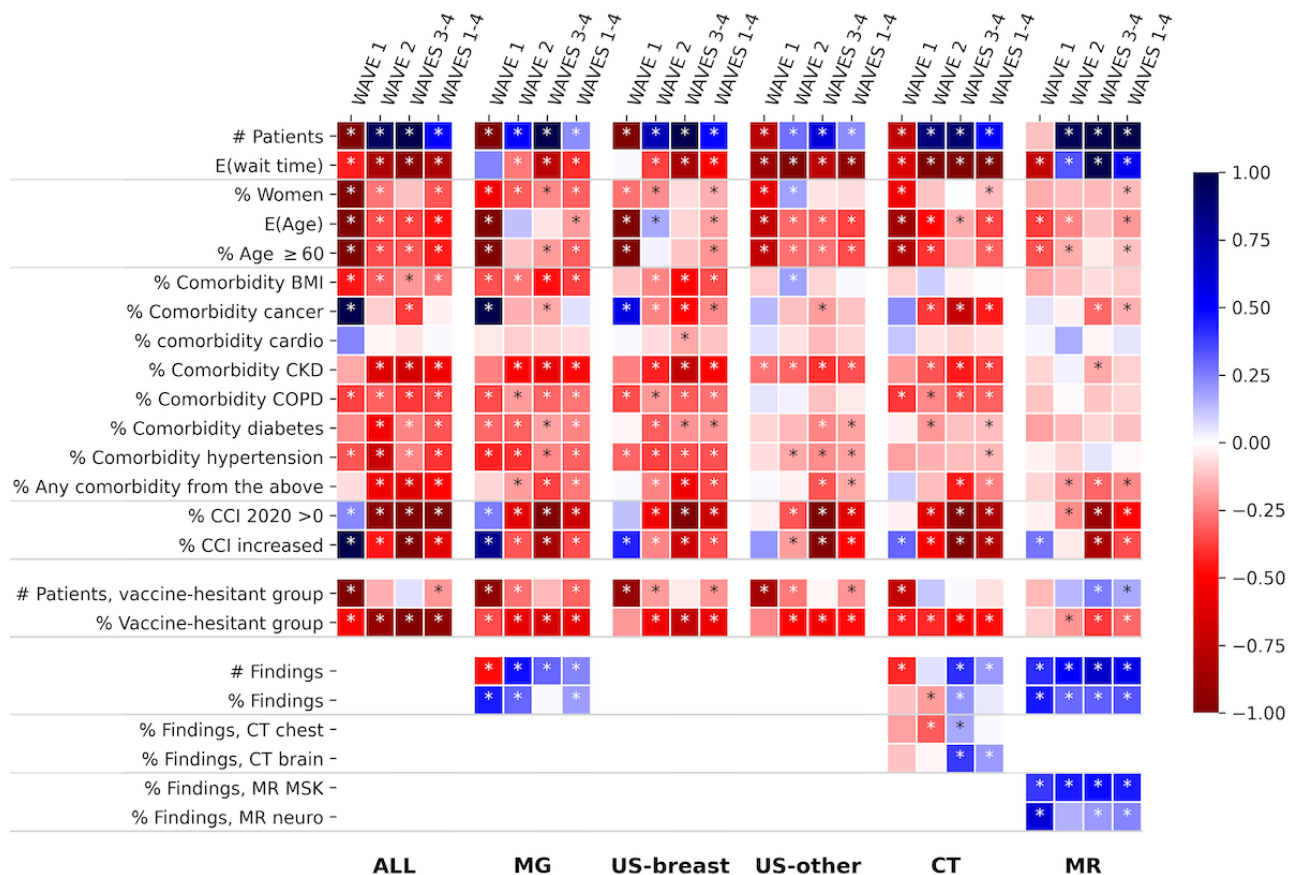 WAVE 1 WAVE 2 WAVES 3-4 WAVES 1-4 WAVE 1 WAVE 2 WAVES 3-4 WAVES 1-4 WAVE 1 WAVE 2 WAVES 3-4 WAVES 1-4 WAVE 1 WAVE 2 WAVES 3-4 WAVES 1-4 WAVE 1 WAVE 2 WAVES 3-4 WAVES 1-4 WAVE 1 WAVE 2 WAVES 3-4 WAVES 1-4
# Patients
E(wait time)
% Women
E(Age)
% Age ≥ 60
% Comorbidity BMI
% Comorbidity cancer
% comorbidity cardio
% Comorbidity CKD
% Comorbidity COPD
% Comorbidity diabetes
% Comorbidity hypertension
% Any comorbidity from the above
% CCI 2020 >0
% CCI increased
# Patients, vaccine-hesitant group
% Vaccine-hesitant group
# Findings
% Findings
% Findings, CT chest
% Findings, CT brain
% Findings, MR MSK
% Findings, MR neuro
ALL MG US-breast US-other CT MR
1.00
0.75
0.50
0.25
0.00
−0.25
−0.50
−0.75
−1.00